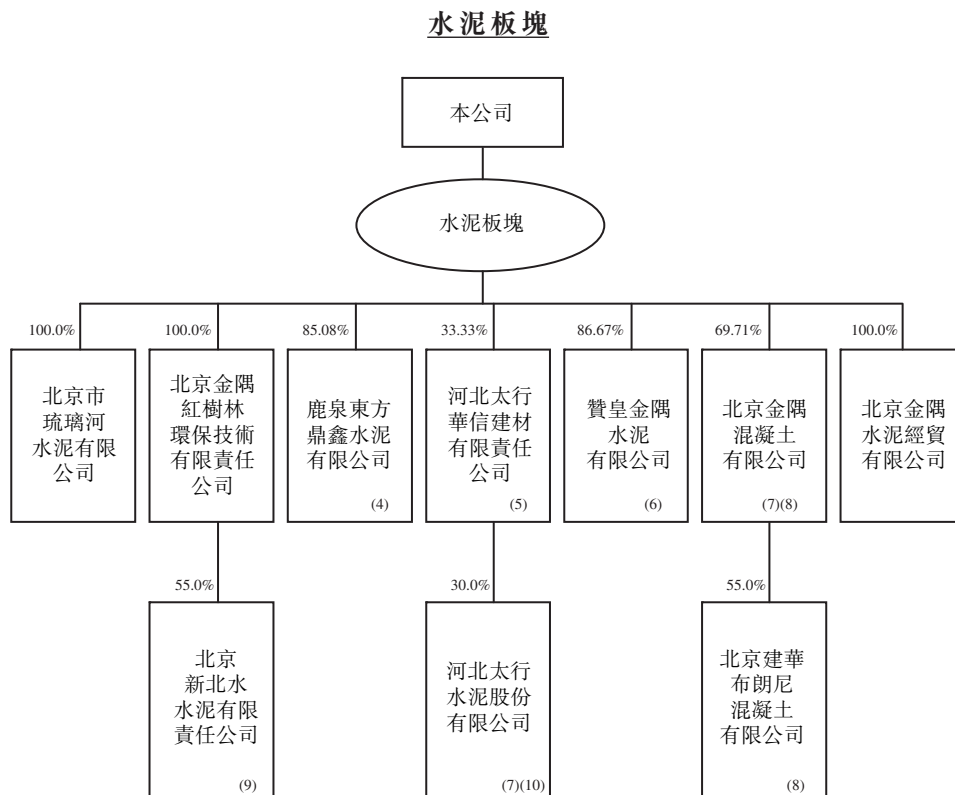 水泥板塊
本公司
水泥板塊
100.0%
100.0%
85.08%
33.33%
86.67%
69.71%
100.0%
北京市
琉璃河
水泥有限
公司
北京金隅
紅樹林
環保技術
有限責任
公司
鹿泉東方
鼎鑫水泥
有限公司
(4)
河北太行
華信建材
有限責任
公司
(5)
贊皇金隅
水泥
有限公司
(6)
北京金隅
混凝土
有限公司
(7)(8)
北京金隅
水泥經貿
有限公司
55.0%
30.0%
55.0%
北京
新北水
水泥有限
責任公司
(9)
河北太行
水泥股份
有限公司
(7)(10)
北京建華
布朗尼
混凝土
有限公司
(8)